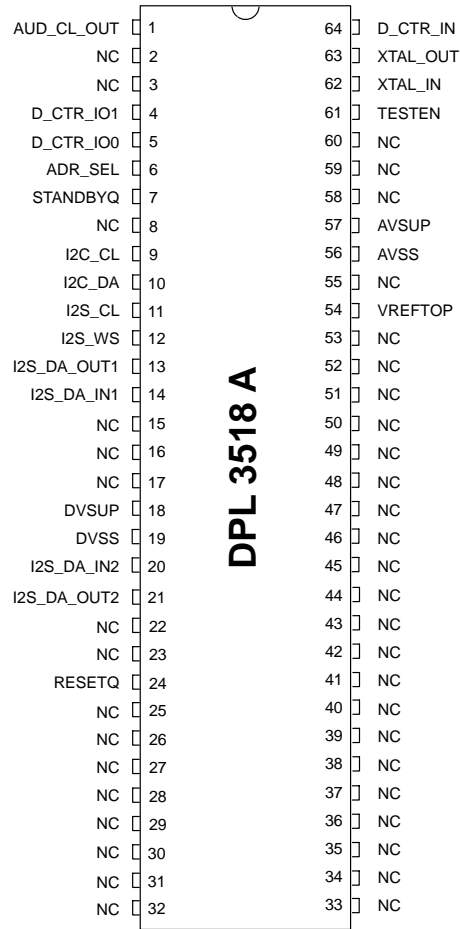 AUD_CL_OUT 1 64 D_CTR_IN
NC 2 63 XTAL_OUT
NC 3 62 XTAL_IN
D_CTR_IO1 4 61 TESTEN
D_CTR_IO0 5 60 NC
ADR_SEL 6 59 NC
STANDBYQ 7 58 NC
NC 8 57 AVSUP
I2C_CL 9 56 AVSS
I2C_DA 10 55 NC
I2S_CL 11 54 VREFTOP
I2S_WS 12 53 NC
I2S_DA_OUT1 13 52 NC
I2S_DA_IN1 14 51 NC
NC 15 50 NC
NC 16 49 NC
NC 17 48 NC
DVSUP 18 47 NC
DVSS 19 46 NC
I2S_DA_IN2 20 45 NC
I2S_DA_OUT2 21 44 NC
NC 22 43 NC
NC 23 42 NC
RESETQ 24 41 NC
NC 25 40 NC
NC 26 39 NC
NC 27 38 NC
NC 28 37 NC
NC 29 36 NC
NC 30 35 NC
NC 31 34 NC
NC 32 33 NC
DPL 3518 A